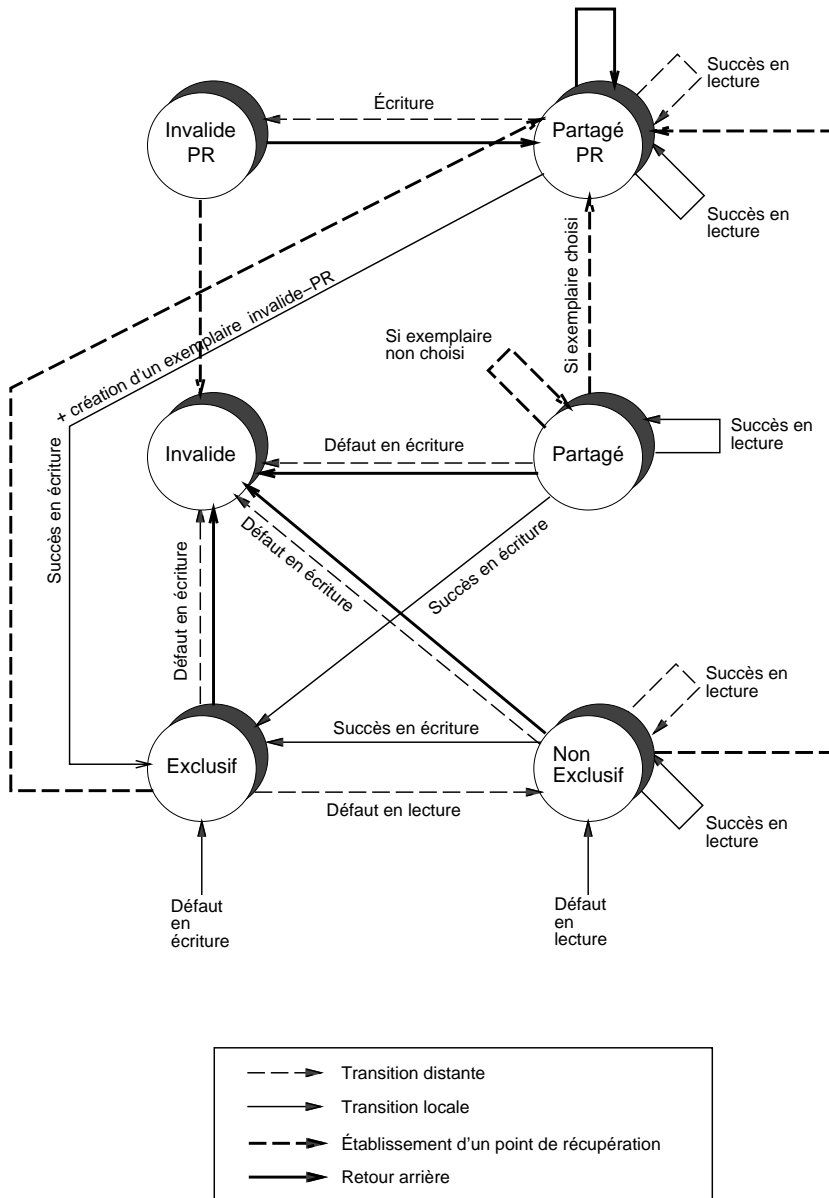 Succès en
lecture
Écriture
Invalide
PR
Partagé
PR
Succès en
lecture
Si exemplaire choisi
+ création d'un exemplaire invalide–PR
Si exemplaire
non choisi
Invalide
Défaut en écriture
Partagé
Succès en
lecture
Succès en écriture
Défaut en écriture
Défaut en écriture
Succès en écriture
Succès en
lecture
Exclusif
Succès en écriture
Non
Exclusif
Défaut en lecture
Succès en
lecture
Défaut
en
écriture
Défaut
en
lecture
Transition distante
Transition locale
Établissement d'un point de récupération
Retour arrière